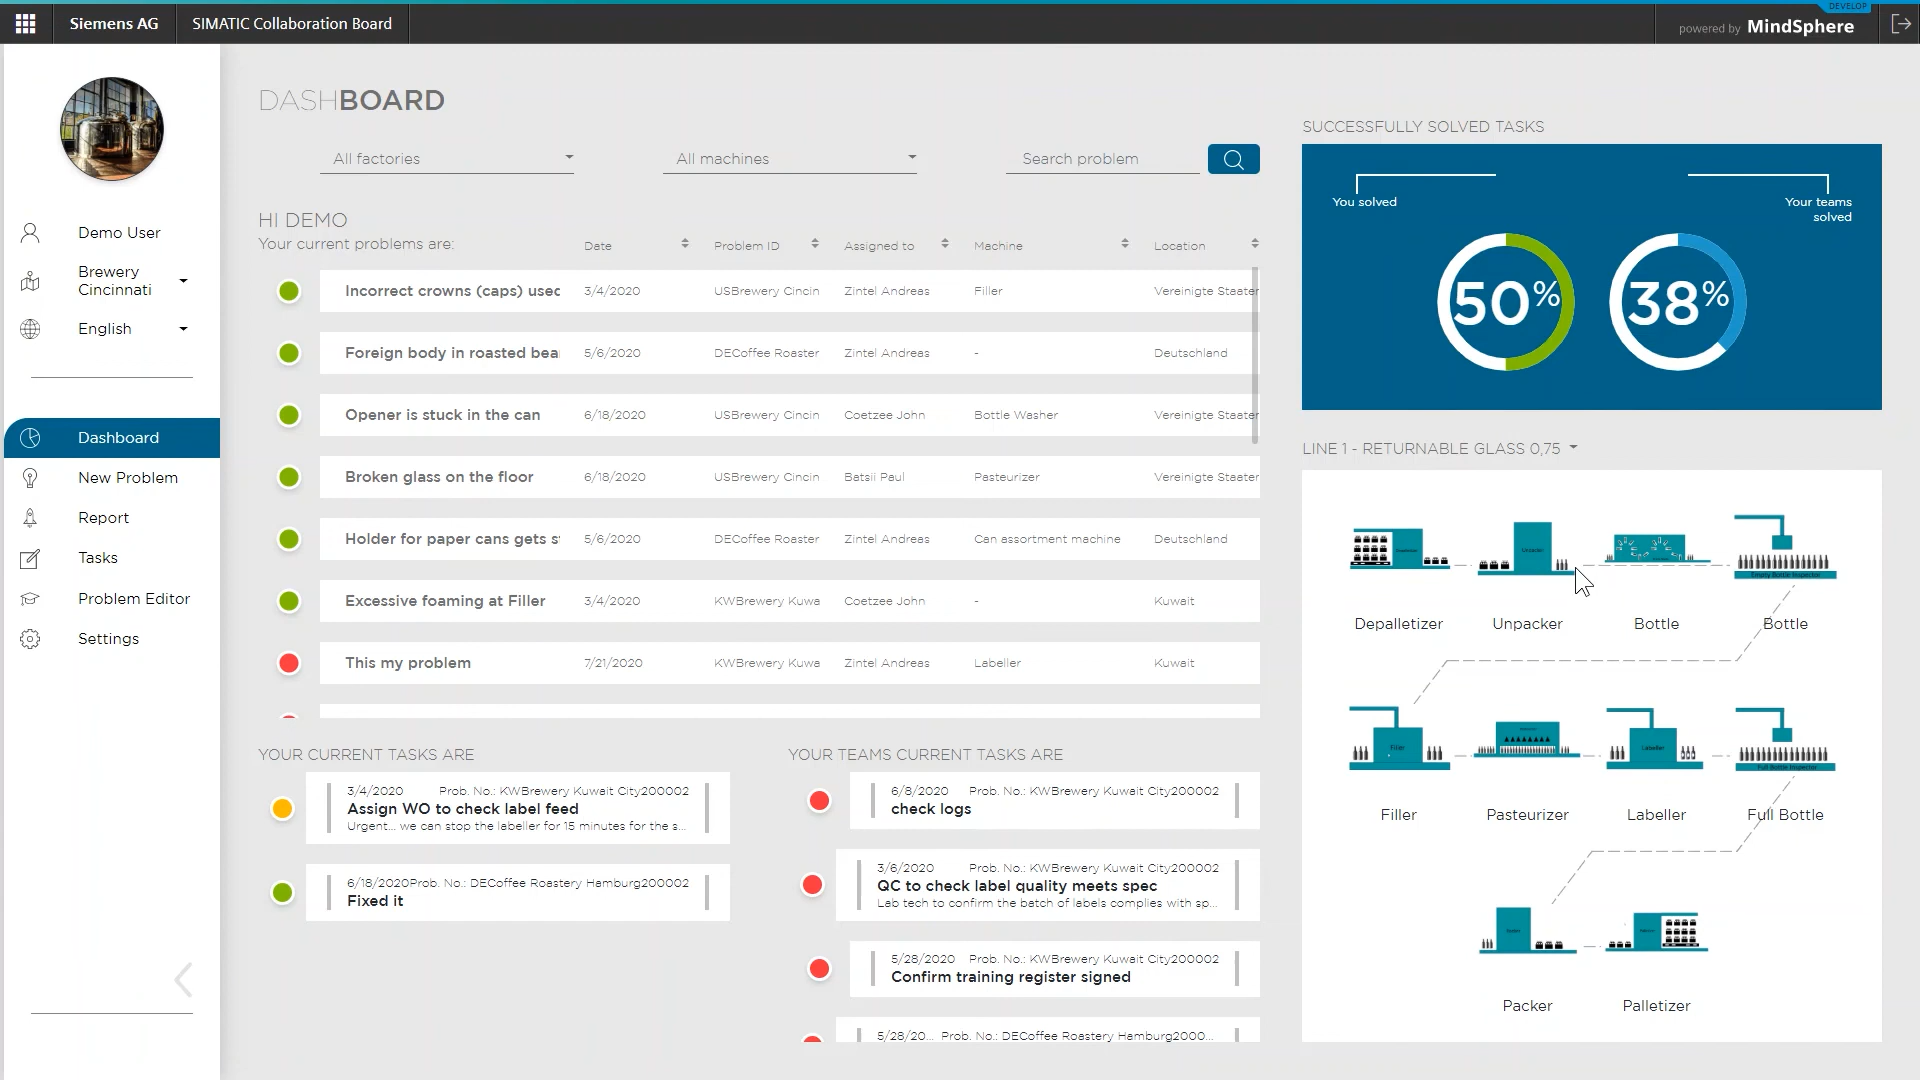 DEVELOP
Siemens AG
SIMATIC Collaboration Board
powered by MindSphere
DASHBOARD
All factories
All machines
Search problem
HI DEMO
Your current problems are:
Date
Problem ID
Assigned to
Machine
Location
Incorrect crowns (caps) used 3/4/2020 USBrewery Cincin Zintel Andreas Filler Vereinigte Staaten
Foreign body in roasted bea 5/6/2020 DECoffee Roaster Zintel Andreas - Deutschland
Opener is stuck in the can 6/18/2020 USBrewery Cincin Coetzee John Bottle Washer Vereinigte Staaten
Broken glass on the floor 6/18/2020 USBrewery Cincin Batsii Paul Pasteurizer Vereinigte Staaten
Holder for paper cans gets s 5/6/2020 DECoffee Roaster Zintel Andreas Can assortment machine Deutschland
Excessive foaming at Filler 3/4/2020 KWBrewery Kuwa Coetzee John - Kuwait
This my problem 7/21/2020 KWBrewery Kuwa Zintel Andreas Labeller Kuwait
Demo User
Brewery
Cincinnati
English
Dashboard
New Problem
Report
Tasks
Problem Editor
Settings
YOUR CURRENT TASKS ARE
3/4/2020 Prob. No.: KWBrewery Kuwait City200002
Assign WO to check label feed
Urgent... we can stop the labeller for 15 minutes for the s...
6/18/2020Prob. No.: DECoffee Roastery Hamburg200002
Fixed it
YOUR TEAMS CURRENT TASKS ARE
6/8/2020 Prob. No.: KWBrewery Kuwait City200002
check logs
3/6/2020 Prob. No.: KWBrewery Kuwait City200002
QC to check label quality meets spec
Lab tech to confirm the batch of labels complies with sp...
5/28/2020 Prob. No.: KWBrewery Kuwait City200002
Confirm training register signed
5/28/20... Prob. No.: DECoffee Roastery Hamburg2000...
SUCCESSFULLY SOLVED TASKS
You solved
Your teams
solved
50%
38%
LINE 1 - RETURNABLE GLASS 0,75
Unpacker
Empty Bottle Inspector
Depalletizer
Unpacker
Bottle
Bottle
Filler
Labeller
Full Bottle Inspector
Filler
Pasteurizer
Labeller
Full Bottle
Packer
Palletizer